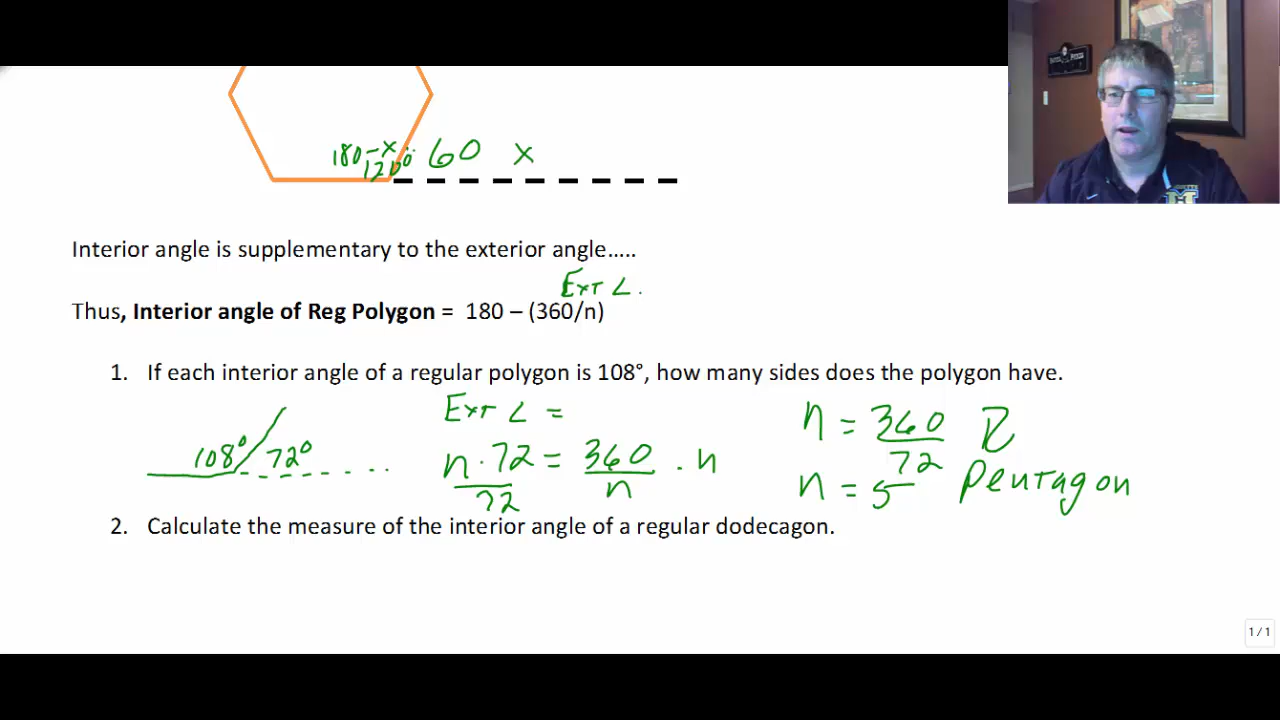 180-x 60 x
120
Interior angle is supplementary to the exterior angle.....
Ext ∠.
Thus, Interior angle of Reg Polygon = 180 – (360/n)
1. If each interior angle of a regular polygon is 108°, how many sides does the polygon have.
Ext ∠ = n = 360
108° 72° n · 72 = 360 · n 72
72 n n = 5 Pentagon
2. Calculate the measure of the interior angle of a regular dodecagon.
1 / 1